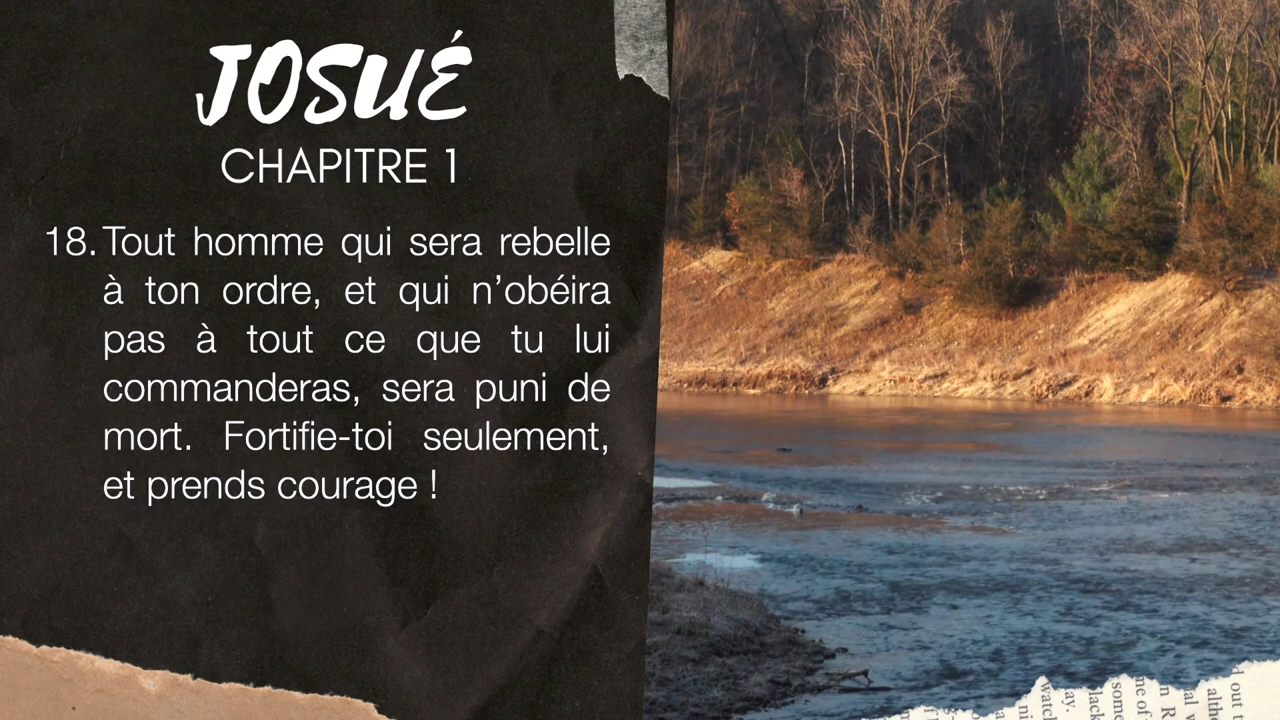 JOSUÉ
CHAPITRE 1
18. Tout homme qui sera rebelle
à ton ordre, et qui n’obéira
pas à tout ce que tu lui
commanderas, sera puni de
mort. Fortifie-toi seulement,
et prends courage !